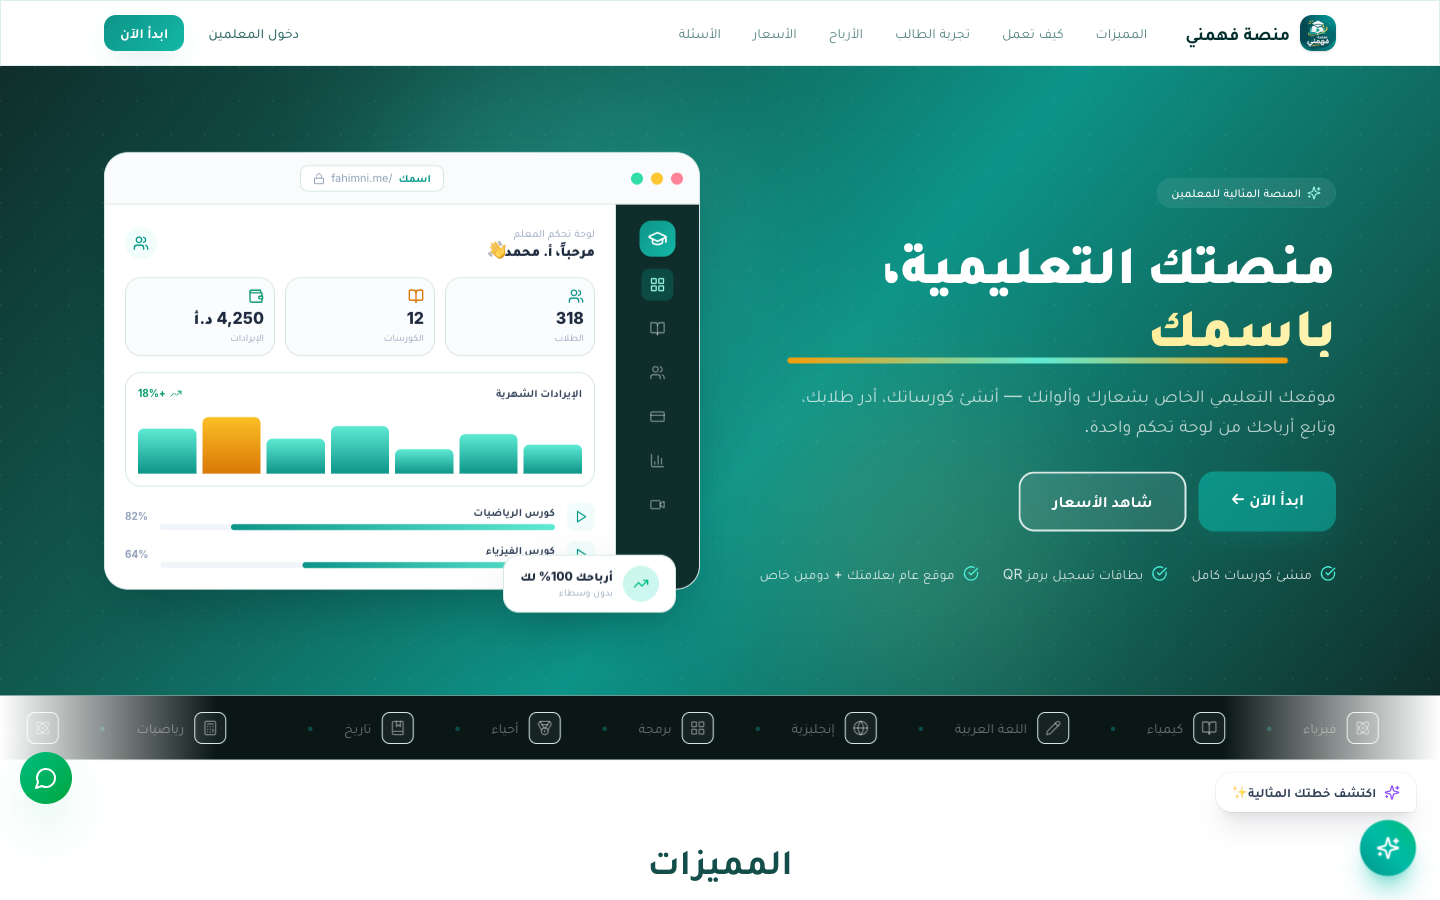 منصة فهمني
المميزات
كيف تعمل
تجربة الطالب
الأرباح
الأسعار
الأسئلة
دخول المعلمين
ابدأ الآن
المنصة المثالية للمعلمين
منصتك التعليمية،
باسمك
موقعك التعليمي الخاص بشعارك وألوانك — أنشئ كورساتك، أدر طلابك،
وتابع أرباحك من لوحة تحكم واحدة.
ابدأ الآن ←
شاهد الأسعار
منشئ كورسات كامل
بطاقات تسجيل برمز QR
موقع عام بعلامتك + دومين خاص
fahimni.me/ اسمك
لوحة تحكم المعلم
مرحباً، أ. محمد👋
318
الطلاب
12
الكورسات
4,250 د.أ
الإيرادات
الإيرادات الشهرية
+18%
كورس الرياضيات
82%
كورس الفيزياء
64%
أرباحك 100% لك
بدون وسطاء
فيزياء
كيمياء
اللغة العربية
إنجليزية
برمجة
أحياء
تاريخ
رياضيات
اكتشف خطتك المثالية✨
المميزات